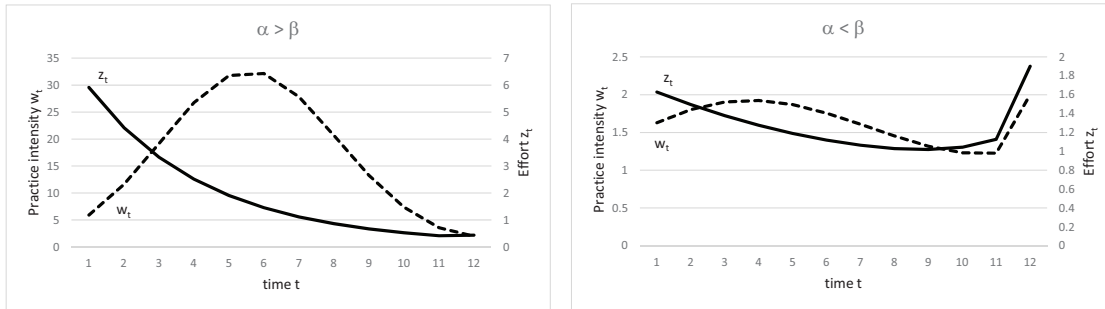 α > β
35
30
25
20
15
10
5
0
Practice intensity w_t
7
6
5
4
3
2
1
0
Effort z_t
z_t
w_t
1 2 3 4 5 6 7 8 9 10 11 12
time t
α < β
2.5
2
1.5
1
0.5
0
Practice intensity w_t
2
1.8
1.6
1.4
1.2
1
0.8
0.6
0.4
0.2
0
Effort z_t
z_t
w_t
1 2 3 4 5 6 7 8 9 10 11 12
time t